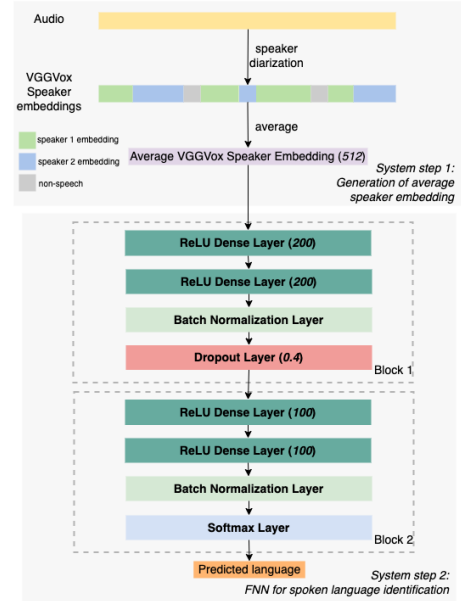 Audio
speaker
diarization
VGGVox
Speaker
embeddings
average
speaker 1 embedding
speaker 2 embedding
non-speech
Average VGGVox Speaker Embedding (512)
System step 1:
Generation of average
speaker embedding
ReLU Dense Layer (200)
ReLU Dense Layer (200)
Batch Normalization Layer
Dropout Layer (0.4)
Block 1
ReLU Dense Layer (100)
ReLU Dense Layer (100)
Batch Normalization Layer
Softmax Layer
Block 2
Predicted language
System step 2:
FNN for spoken language identification